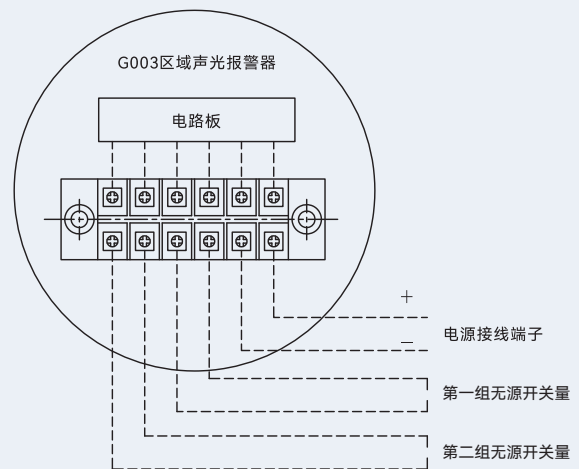 G003区域声光报警器
电路板
+
电源接线端子
−
第一组无源开关量
第二组无源开关量